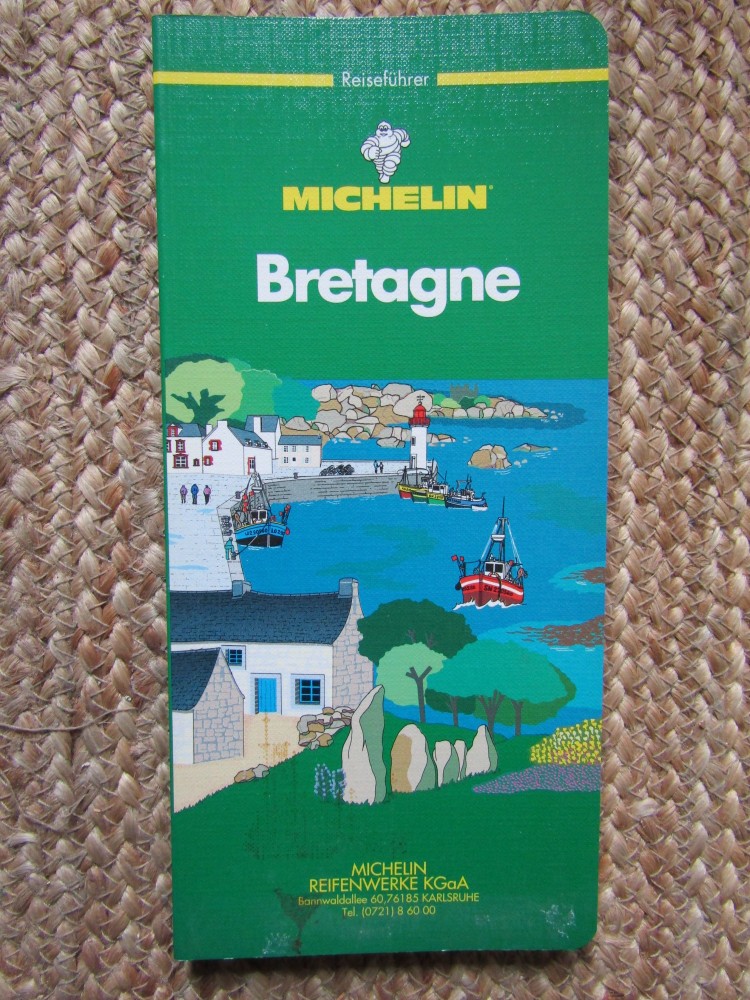 Reiseführer
MICHELIN
Bretagne
MICHELIN
REIFENWERKE KGaA
Bannwaldallee 60,76185 KARLSRUHE
Tel. (0721) 8 60 00